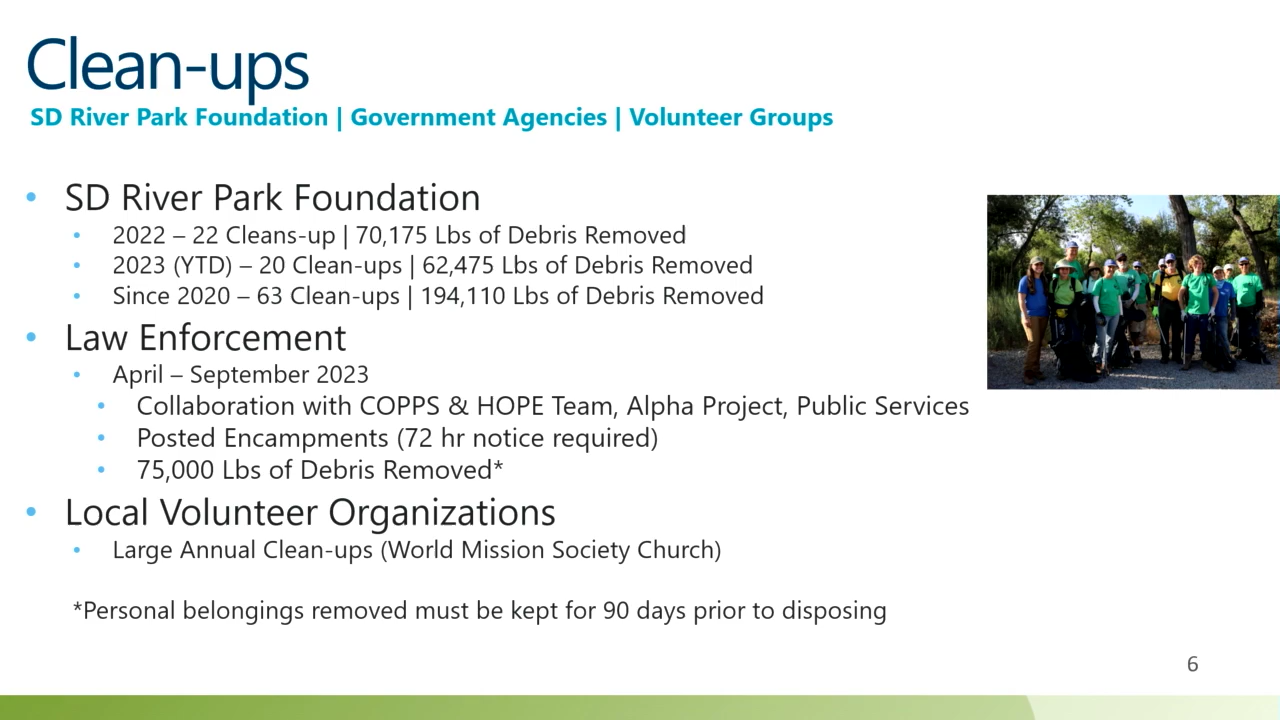 Clean-ups
SD River Park Foundation | Government Agencies | Volunteer Groups
• SD River Park Foundation
• 2022 – 22 Cleans-up | 70,175 Lbs of Debris Removed
• 2023 (YTD) – 20 Clean-ups | 62,475 Lbs of Debris Removed
• Since 2020 – 63 Clean-ups | 194,110 Lbs of Debris Removed
• Law Enforcement
• April – September 2023
• Collaboration with COPPS & HOPE Team, Alpha Project, Public Services
• Posted Encampments (72 hr notice required)
• 75,000 Lbs of Debris Removed*
• Local Volunteer Organizations
• Large Annual Clean-ups (World Mission Society Church)
*Personal belongings removed must be kept for 90 days prior to disposing
6